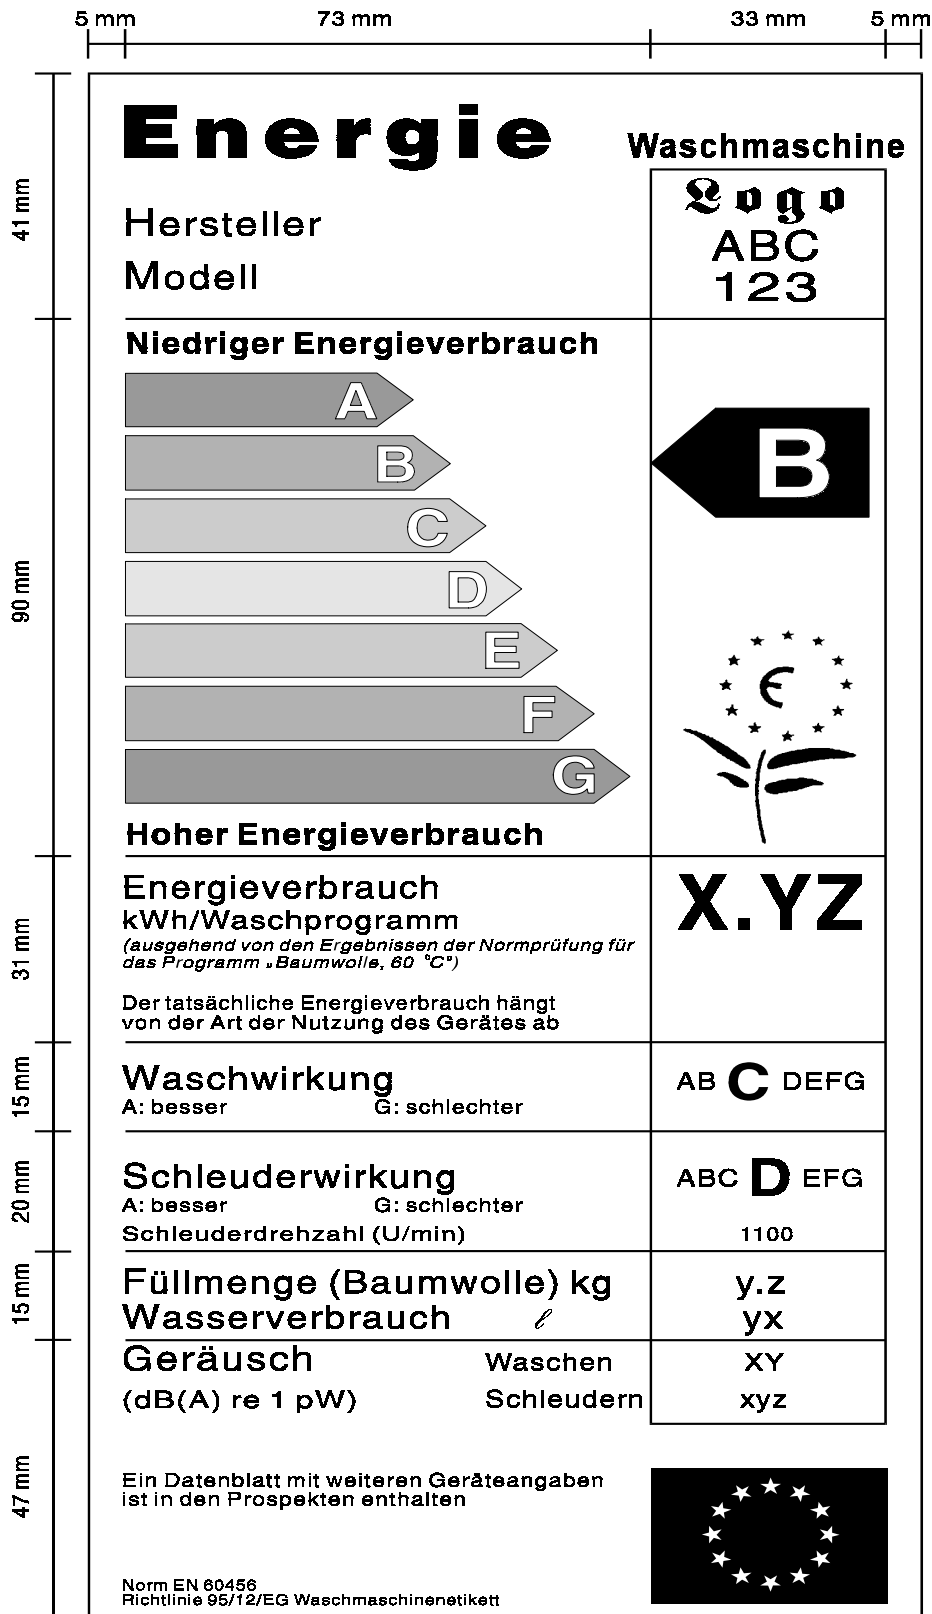 5 mm 73 mm 33 mm 5 mm
41 mm
90 mm
31 mm
15 mm
20 mm
15 mm
47 mm
Energie
Waschmaschine
Hersteller
Modell
Logo
ABC
123
Niedriger Energieverbrauch
A
B
C
D
E
F
G
B
Hoher Energieverbrauch
Energieverbrauch
kWh/Waschprogramm
(ausgehend von den Ergebnissen der Normprüfung für
das Programm „Baumwolle, 60 °C“)
X.YZ
Der tatsächliche Energieverbrauch hängt
von der Art der Nutzung des Gerätes ab
Waschwirkung
A: besser G: schlechter
AB C DEFG
Schleuderwirkung
A: besser G: schlechter
Schleuderdrehzahl (U/min)
ABC D EFG
1100
Füllmenge (Baumwolle) kg y.z
Wasserverbrauch ℓ yx
Geräusch Waschen XY
(dB(A) re 1 pW) Schleudern xyz
Ein Datenblatt mit weiteren Geräteangaben
ist in den Prospekten enthalten
Norm EN 60456
Richtlinie 95/12/EG Waschmaschinenetikett